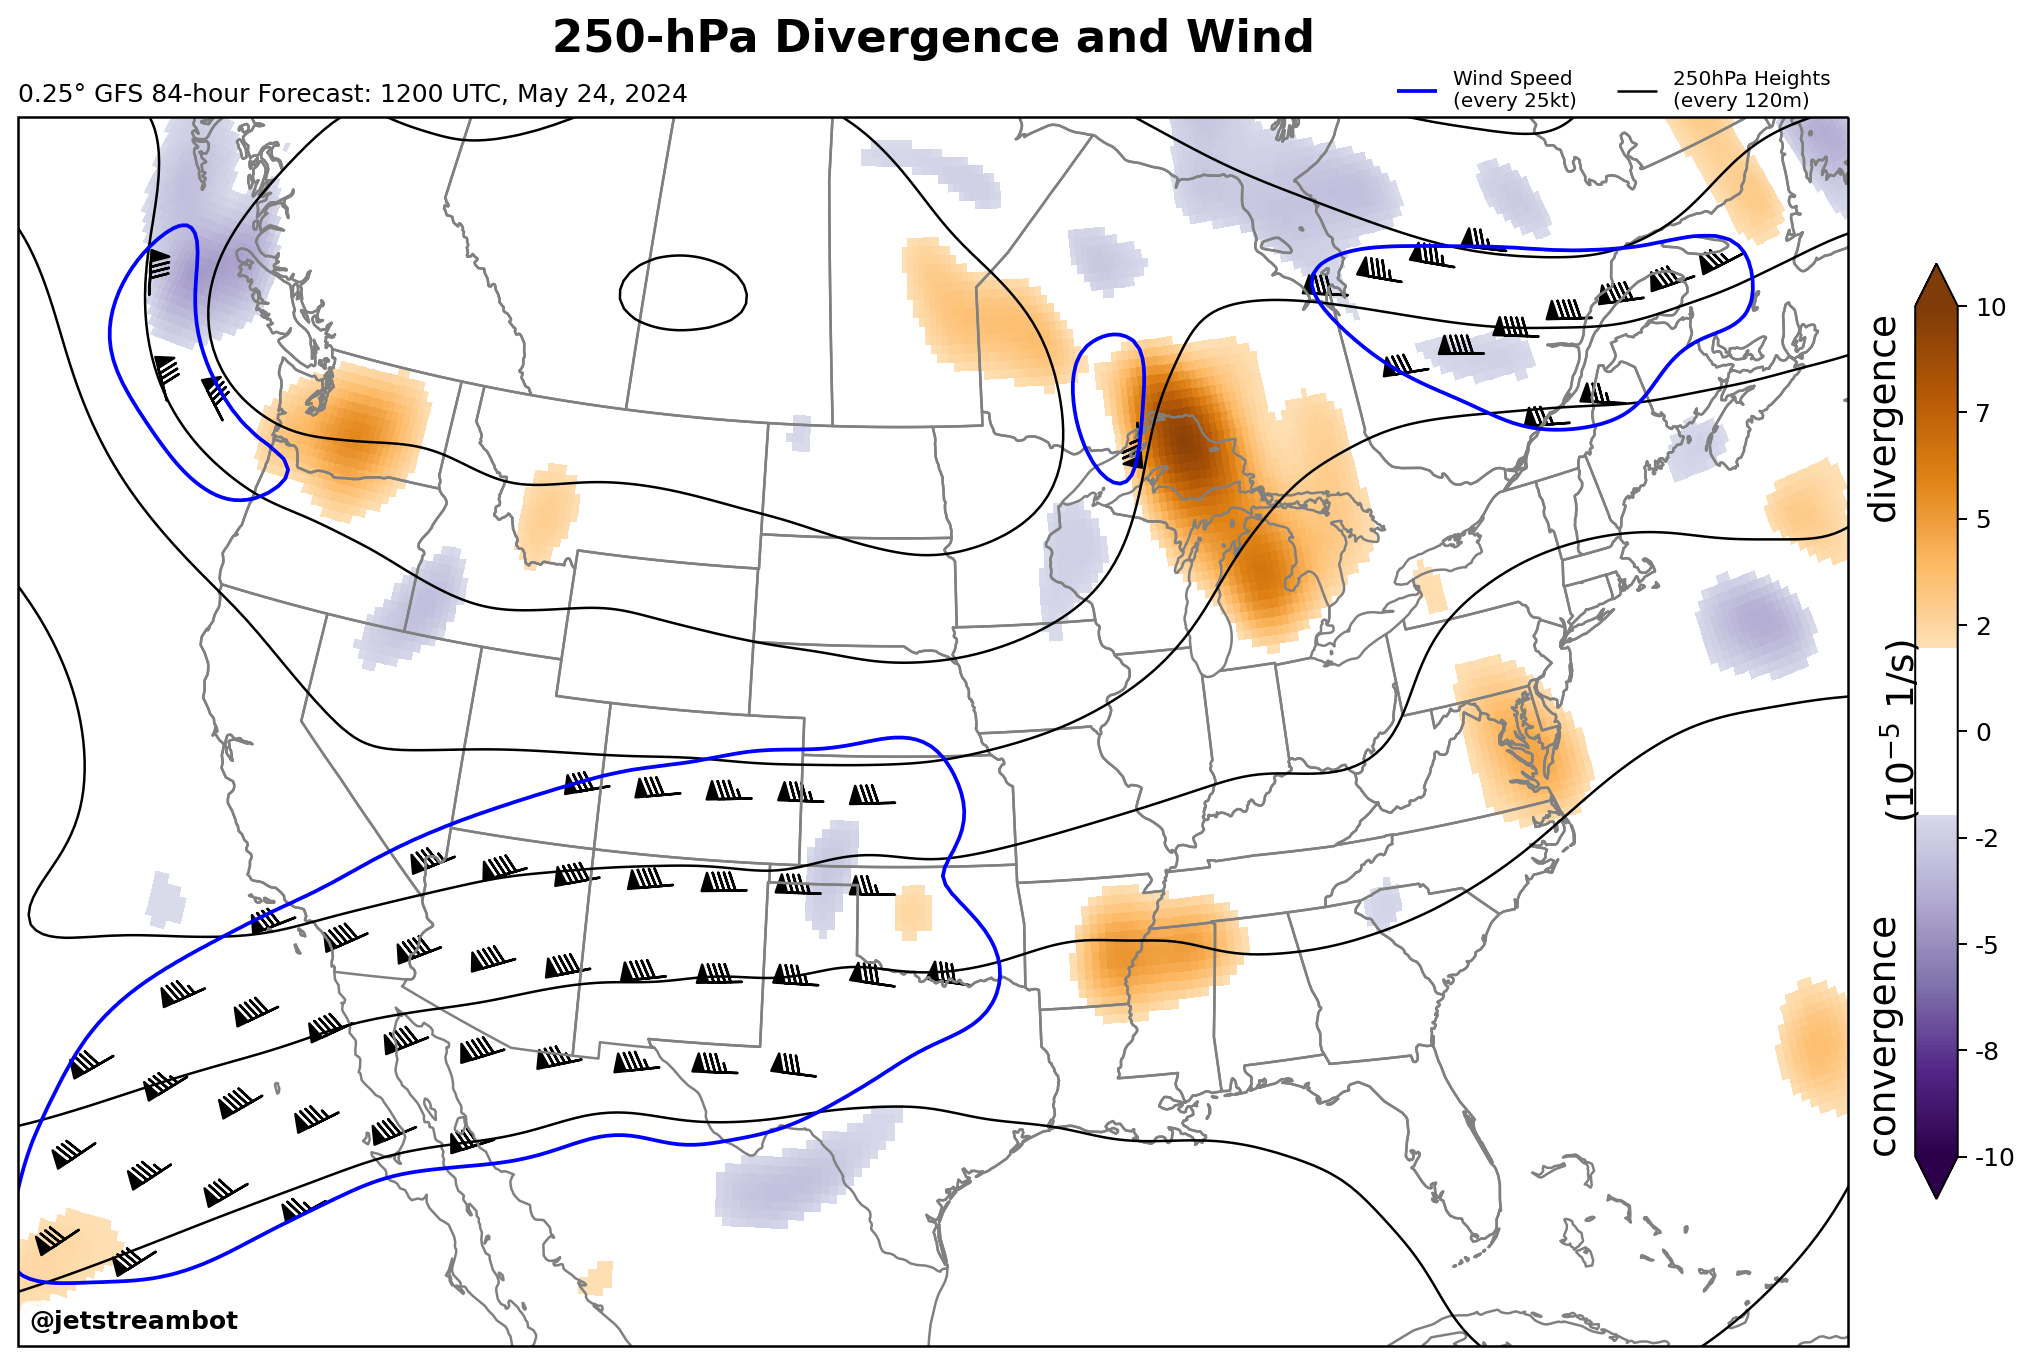 250-hPa Divergence and Wind
0.25° GFS 84-hour Forecast: 1200 UTC, May 24, 2024
Wind Speed
(every 25kt)
250hPa Heights
(every 120m)
10
7
5
2
0
-2
-5
-8
-10
convergence (10⁻⁵ 1/s) divergence
@jetstreambot